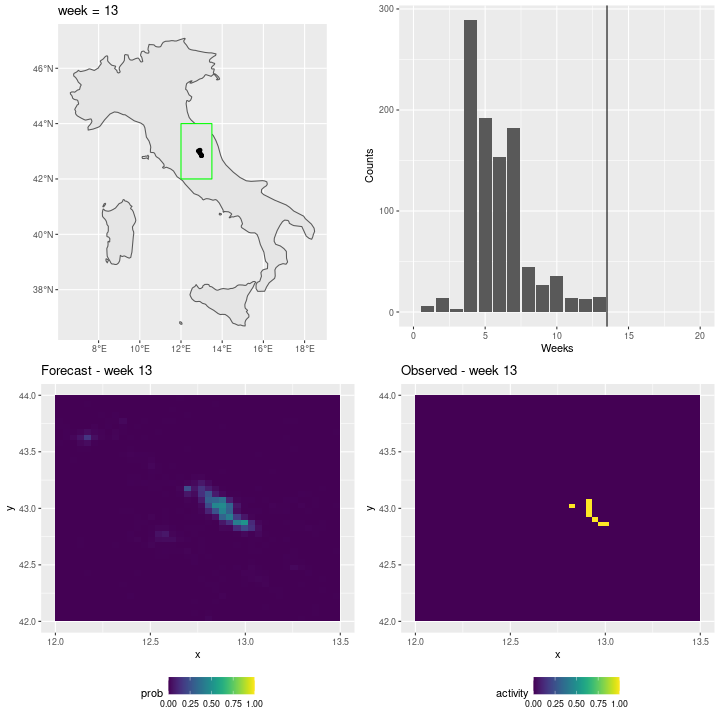 week = 13
46°N
44°N
42°N
40°N
38°N
8°E 10°E 12°E 14°E 16°E 18°E
Counts
300
200
100
0
0 5 10 15 20
Weeks
Forecast - week 13
y
44.0
43.5
43.0
42.5
42.0
12.0 12.5 13.0 13.5
x
prob
0.00 0.25 0.50 0.75 1.00
Observed - week 13
y
44.0
43.5
43.0
42.5
42.0
12.0 12.5 13.0 13.5
x
activity
0.00 0.25 0.50 0.75 1.00